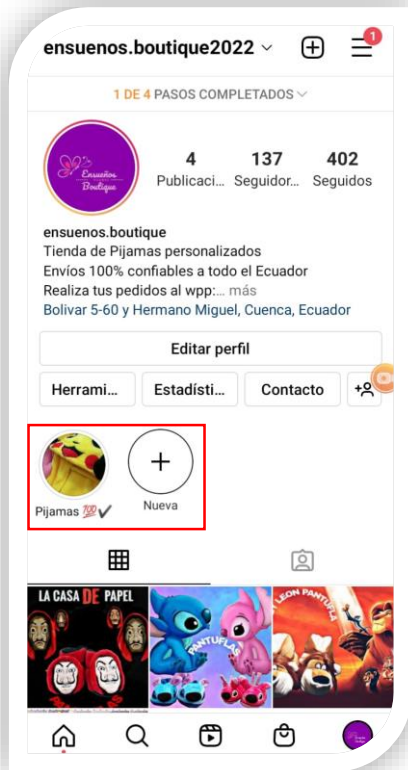 ensuenos.boutique2022
1
1 DE 4 PASOS COMPLETADOS
Ensueños
Boutique
4 137 402
Publicaci... Seguidor... Seguidos
ensuenos.boutique
Tienda de Pijamas personalizados
Envíos 100% confiables a todo el Ecuador
Realiza tus pedidos al wpp:... más
Bolivar 5-60 y Hermano Miguel, Cuenca, Ecuador
Editar perfil
Herrami... Estadísti... Contacto
Pijamas 💯✔
Nueva
LA CASA DE PAPEL
PANTUFLAS
LEON PANTUFLA